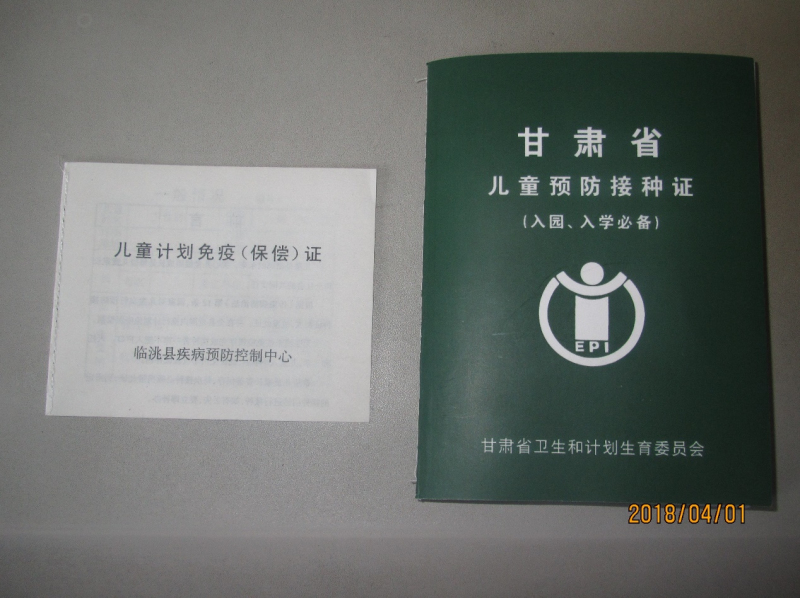 儿童计划免疫（保偿）证
临洮县疾病预防控制中心
甘肃省
儿童预防接种证
（入园、入学必备）
EPI
甘肃省卫生和计划生育委员会
2018/04/01